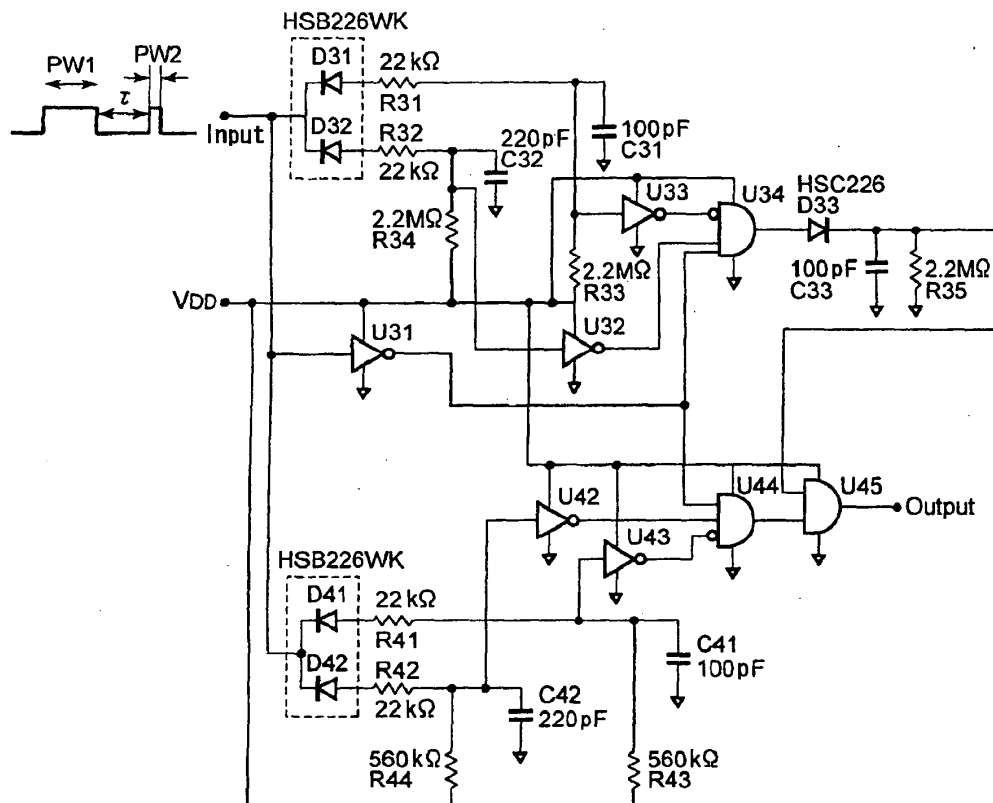 HSB226WK
PW1
PW2
τ
Input
D31
22 kΩ
R31
D32
R32
22 kΩ
220pF
C32
100pF
C31
2.2MΩ
R34
U33
U34
HSC226
D33
2.2MΩ
R33
100pF
C33
2.2MΩ
R35
VDD
U31
U32
U42
U43
U44
U45
Output
HSB226WK
D41
22 kΩ
R41
D42
R42
22 kΩ
C41
100pF
C42
220pF
560kΩ
R44
560kΩ
R43